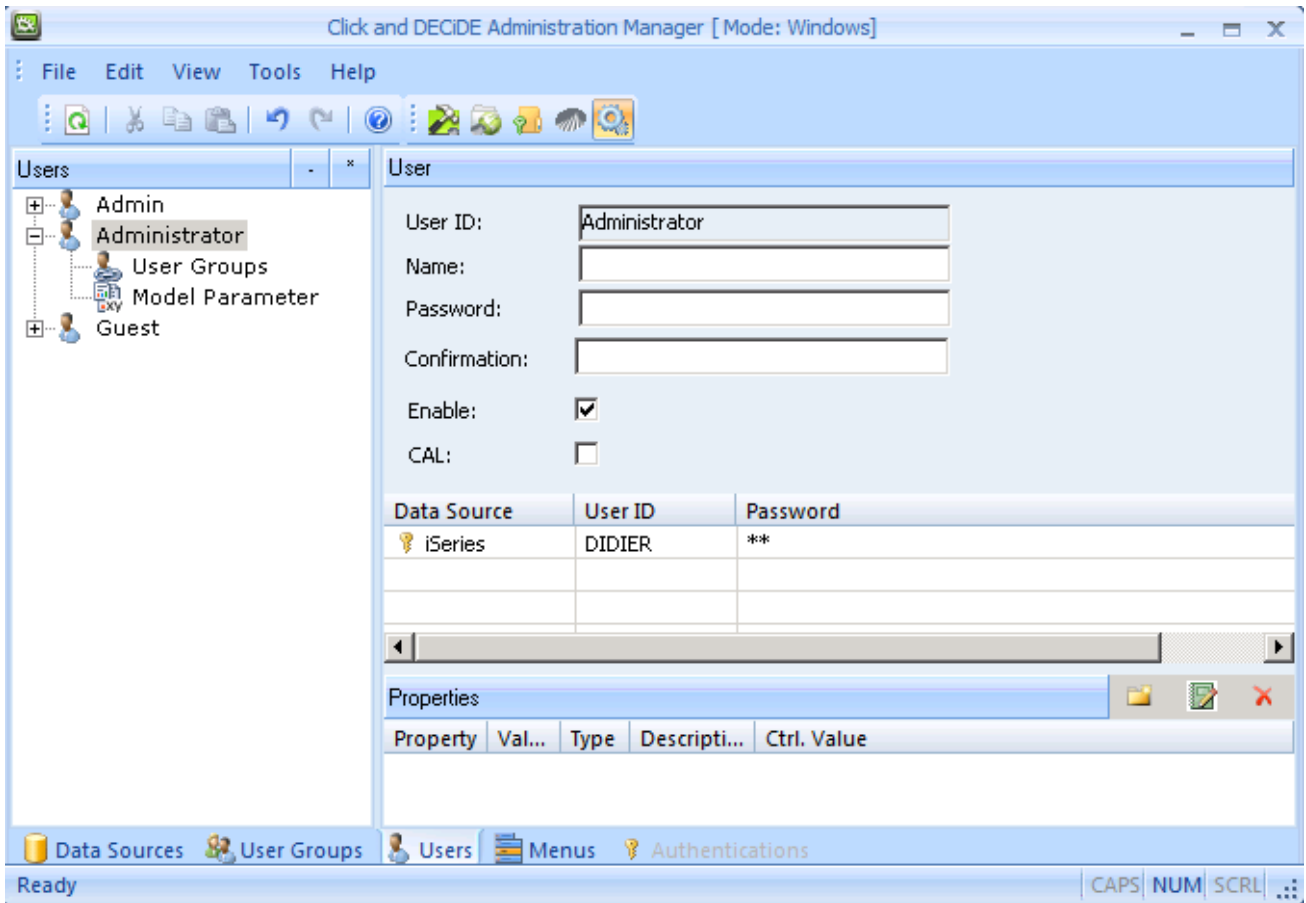 Click and DECiDE Administration Manager [ Mode: Windows]
File Edit View Tools Help
Users
Admin
Administrator
User Groups
Model Parameter
Guest
User
User ID: Administrator
Name:
Password:
Confirmation:
Enable:
CAL:
Data Source User ID Password
iSeries DIDIER **
Properties
Property Val... Type Descripti... Ctrl. Value
Data Sources User Groups Users Menus Authentications
Ready CAPS NUM SCRL